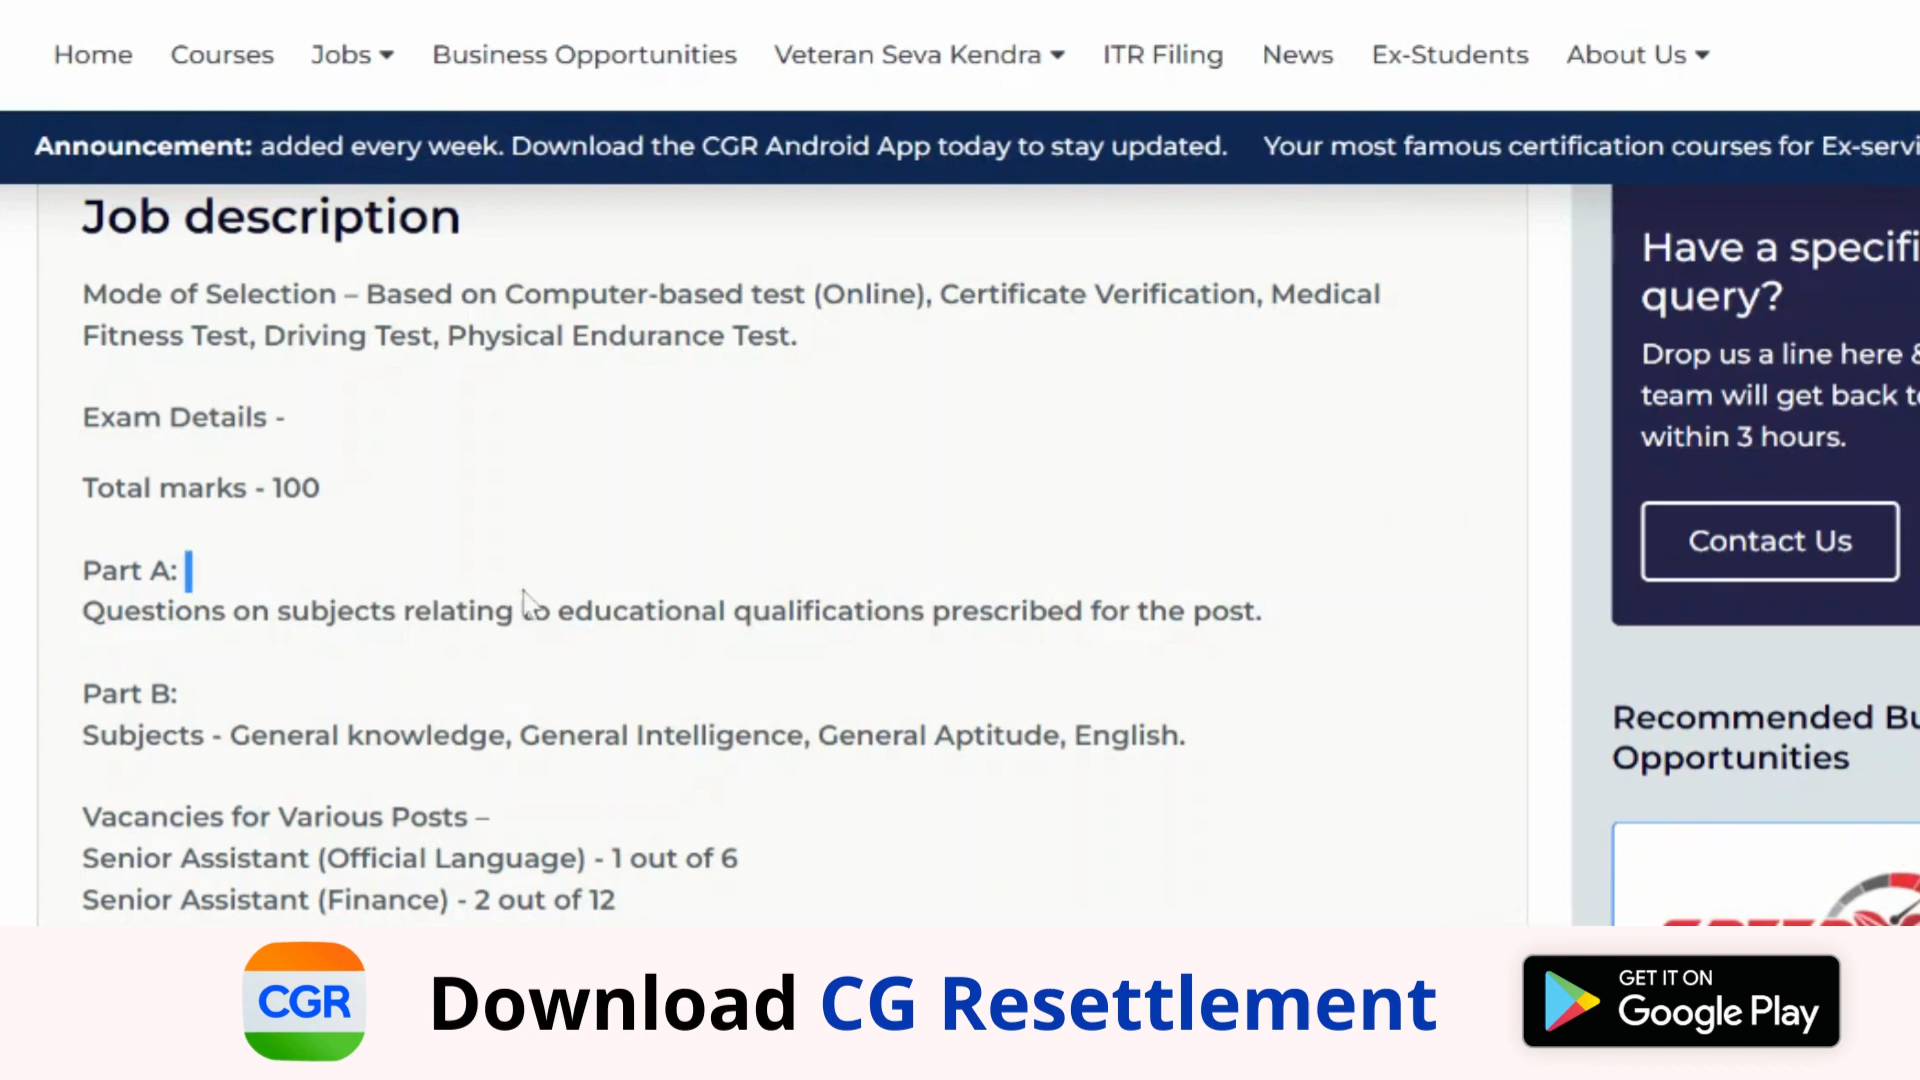 Home Courses Jobs Business Opportunities Veteran Seva Kendra ITR Filing News Ex-Students About Us
Announcement: added every week. Download the CGR Android App today to stay updated. Your most famous certification courses for Ex-servi
Job description
Mode of Selection – Based on Computer-based test (Online), Certificate Verification, Medical
Fitness Test, Driving Test, Physical Endurance Test.
Exam Details -
Total marks - 100
Part A:
Questions on subjects relating to educational qualifications prescribed for the post.
Part B:
Subjects - General knowledge, General Intelligence, General Aptitude, English.
Vacancies for Various Posts –
Senior Assistant (Official Language) - 1 out of 6
Senior Assistant (Finance) - 2 out of 12
Have a specifi
query?
Drop us a line here &
team will get back to
within 3 hours.
Contact Us
Recommended Bu
Opportunities
CGR
Download CG Resettlement
GET IT ON
Google Play